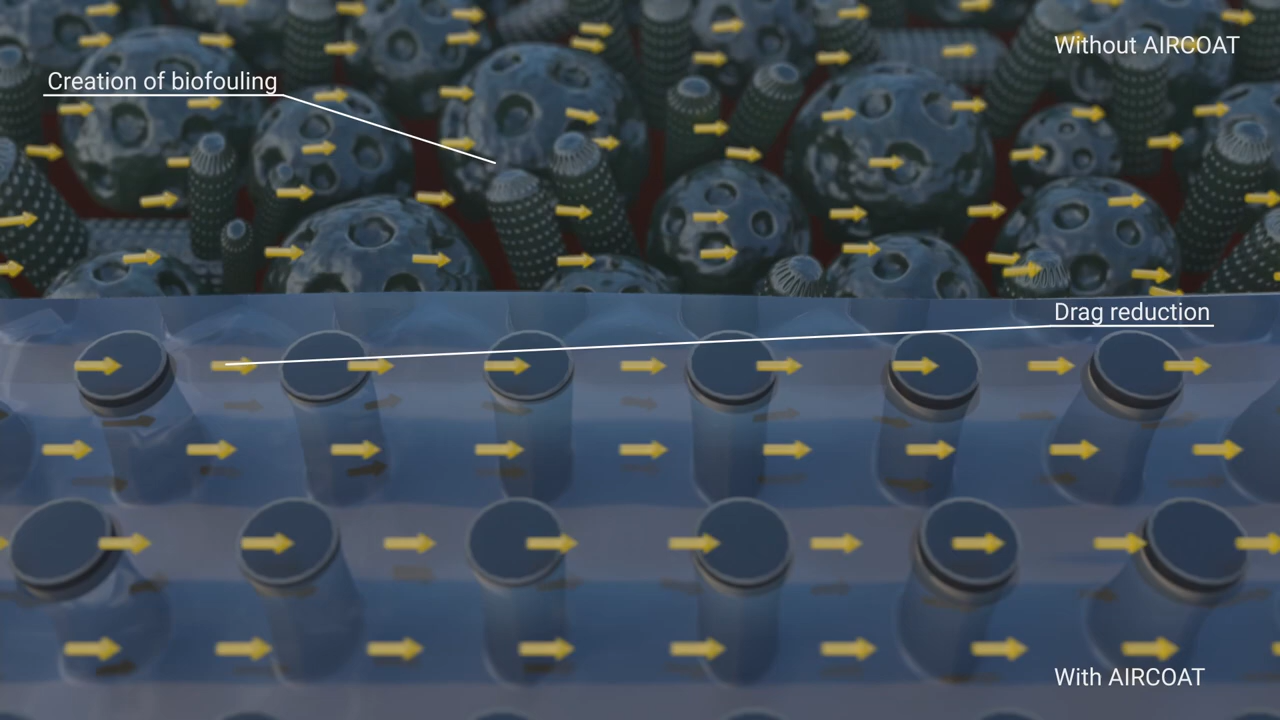 Without AIRCOAT
Creation of biofouling
Drag reduction
With AIRCOAT